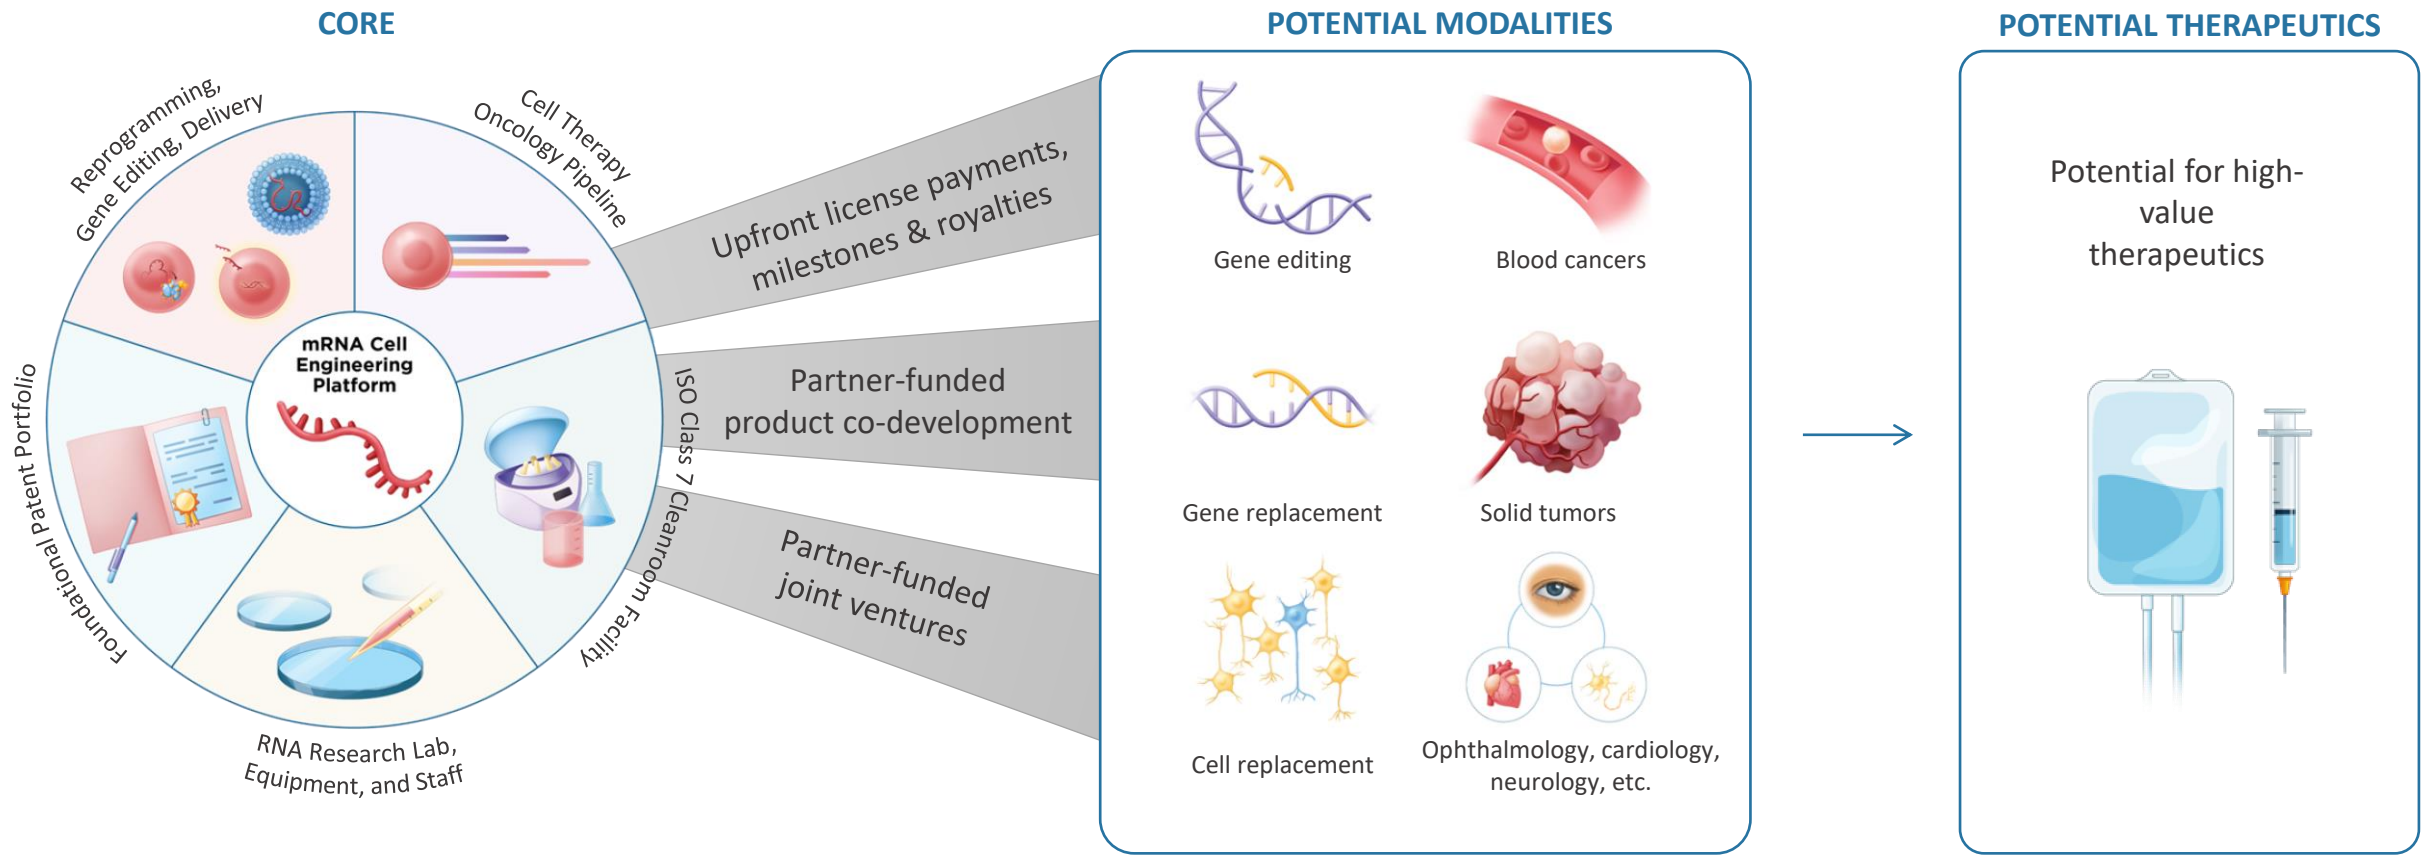 CORE
Reprogramming,
Gene Editing, Delivery
Cell Therapy
Oncology Pipeline
mRNA Cell
Engineering
Platform
Foundational Patent Portfolio
ISO Class 7 Cleanroom Facility
RNA Research Lab,
Equipment, and Staff
Upfront license payments,
milestones & royalties
Partner-funded
product co-development
Partner-funded
joint ventures
POTENTIAL MODALITIES
Gene editing
Blood cancers
Gene replacement
Solid tumors
Cell replacement
Ophthalmology, cardiology,
neurology, etc.
POTENTIAL THERAPEUTICS
Potential for high-
value
therapeutics